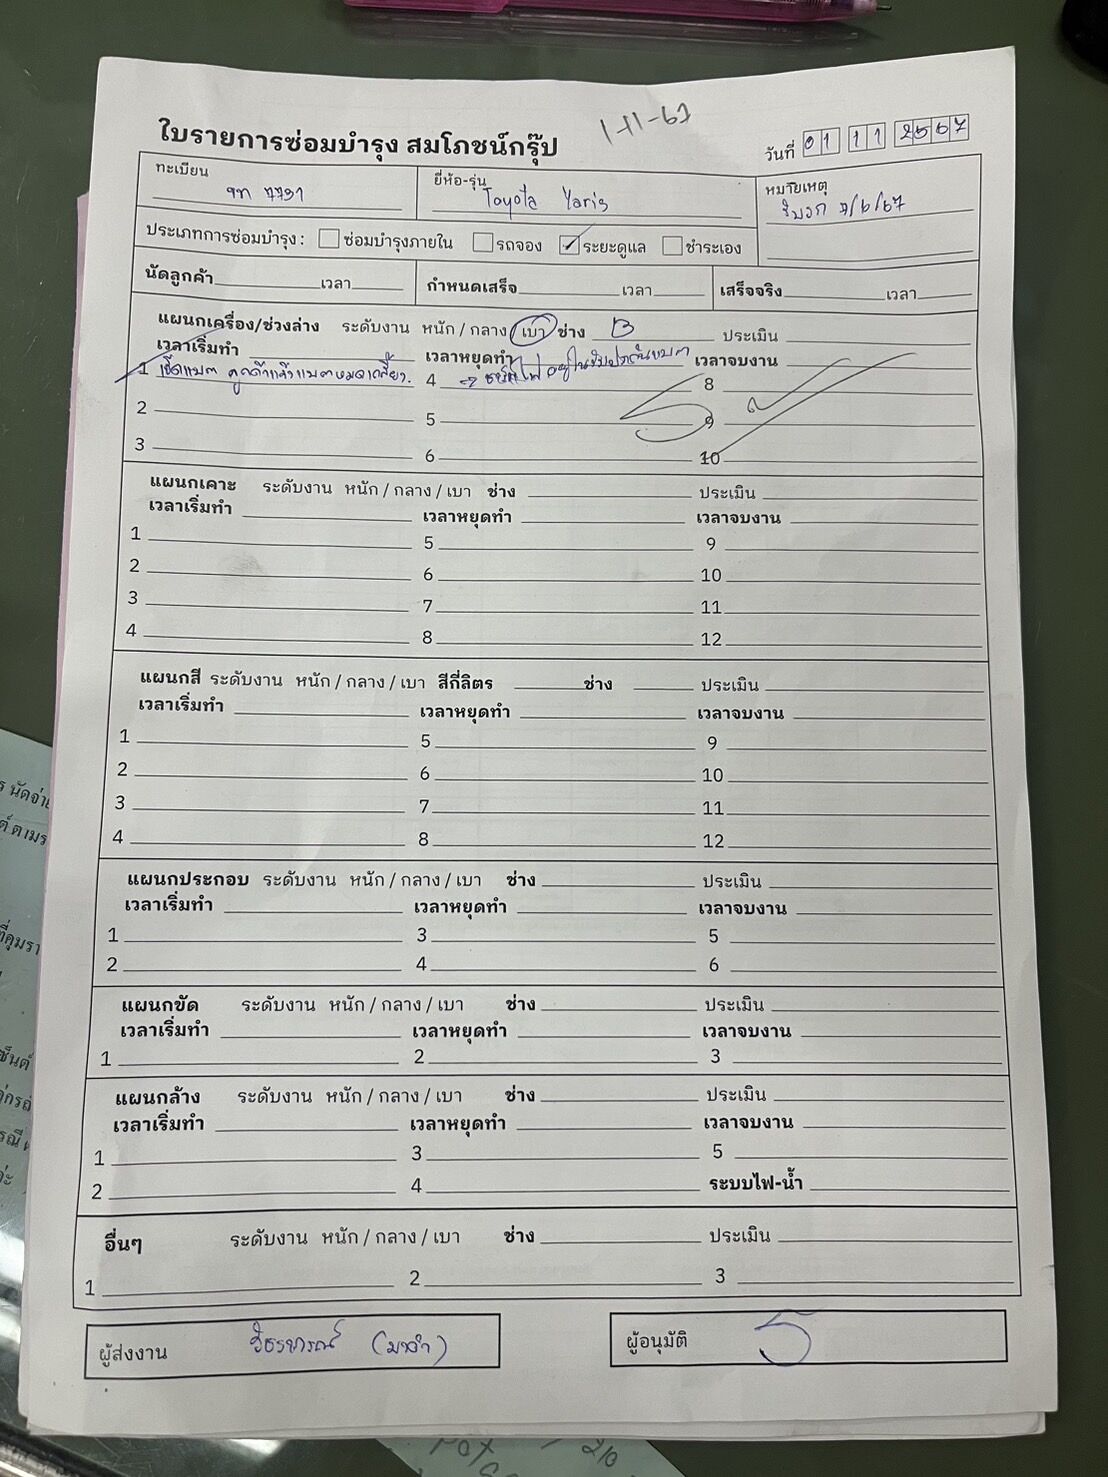 1-11-67
ใบรายการซ่อมบำรุง สมโภชน์กรุ๊ป
วันที่ 01 11 2567
ทะเบียน 7791
ยี่ห้อ-รุ่น Toyota Yaris
หมายเหตุ 7/6/67
ประเภทการซ่อมบำรุง : ซ่อมบำรุงภายใน รถจอง ระยะดูแล ชำระเอง
นัดลูกค้า เวลา กำหนดเสร็จ เวลา เสร็จจริง เวลา
แผนกเครื่อง/ช่วงล่าง ระดับงาน หนัก / กลาง / เบา ช่าง B ประเมิน
เวลาเริ่มทำ เวลาหยุดทำ เวลาจบงาน
1 เช็คแบต ลูกค้าแจ้งแบตหมดเกลี้ยง. 4 8
2 5 9
3 6 10
แผนกเคาะ ระดับงาน หนัก / กลาง / เบา ช่าง ประเมิน
เวลาเริ่มทำ เวลาหยุดทำ เวลาจบงาน
1 5 9
2 6 10
3 7 11
4 8 12
แผนกสี ระดับงาน หนัก / กลาง / เบา สีกี่ลิตร ช่าง ประเมิน
เวลาเริ่มทำ เวลาหยุดทำ เวลาจบงาน
1 5 9
2 6 10
3 7 11
4 8 12
แผนกประกอบ ระดับงาน หนัก / กลาง / เบา ช่าง ประเมิน
เวลาเริ่มทำ เวลาหยุดทำ เวลาจบงาน
1 3 5
2 4 6
แผนกขัด ระดับงาน หนัก / กลาง / เบา ช่าง ประเมิน
เวลาเริ่มทำ เวลาหยุดทำ เวลาจบงาน
1 2 3
แผนกล้าง ระดับงาน หนัก / กลาง / เบา ช่าง ประเมิน
เวลาเริ่มทำ เวลาหยุดทำ เวลาจบงาน
1 3 5
2 4 ระบบไฟ-น้ำ
อื่นๆ ระดับงาน หนัก / กลาง / เบา ช่าง ประเมิน
1 2 3
ผู้ส่งงาน
ผู้อนุมัติ